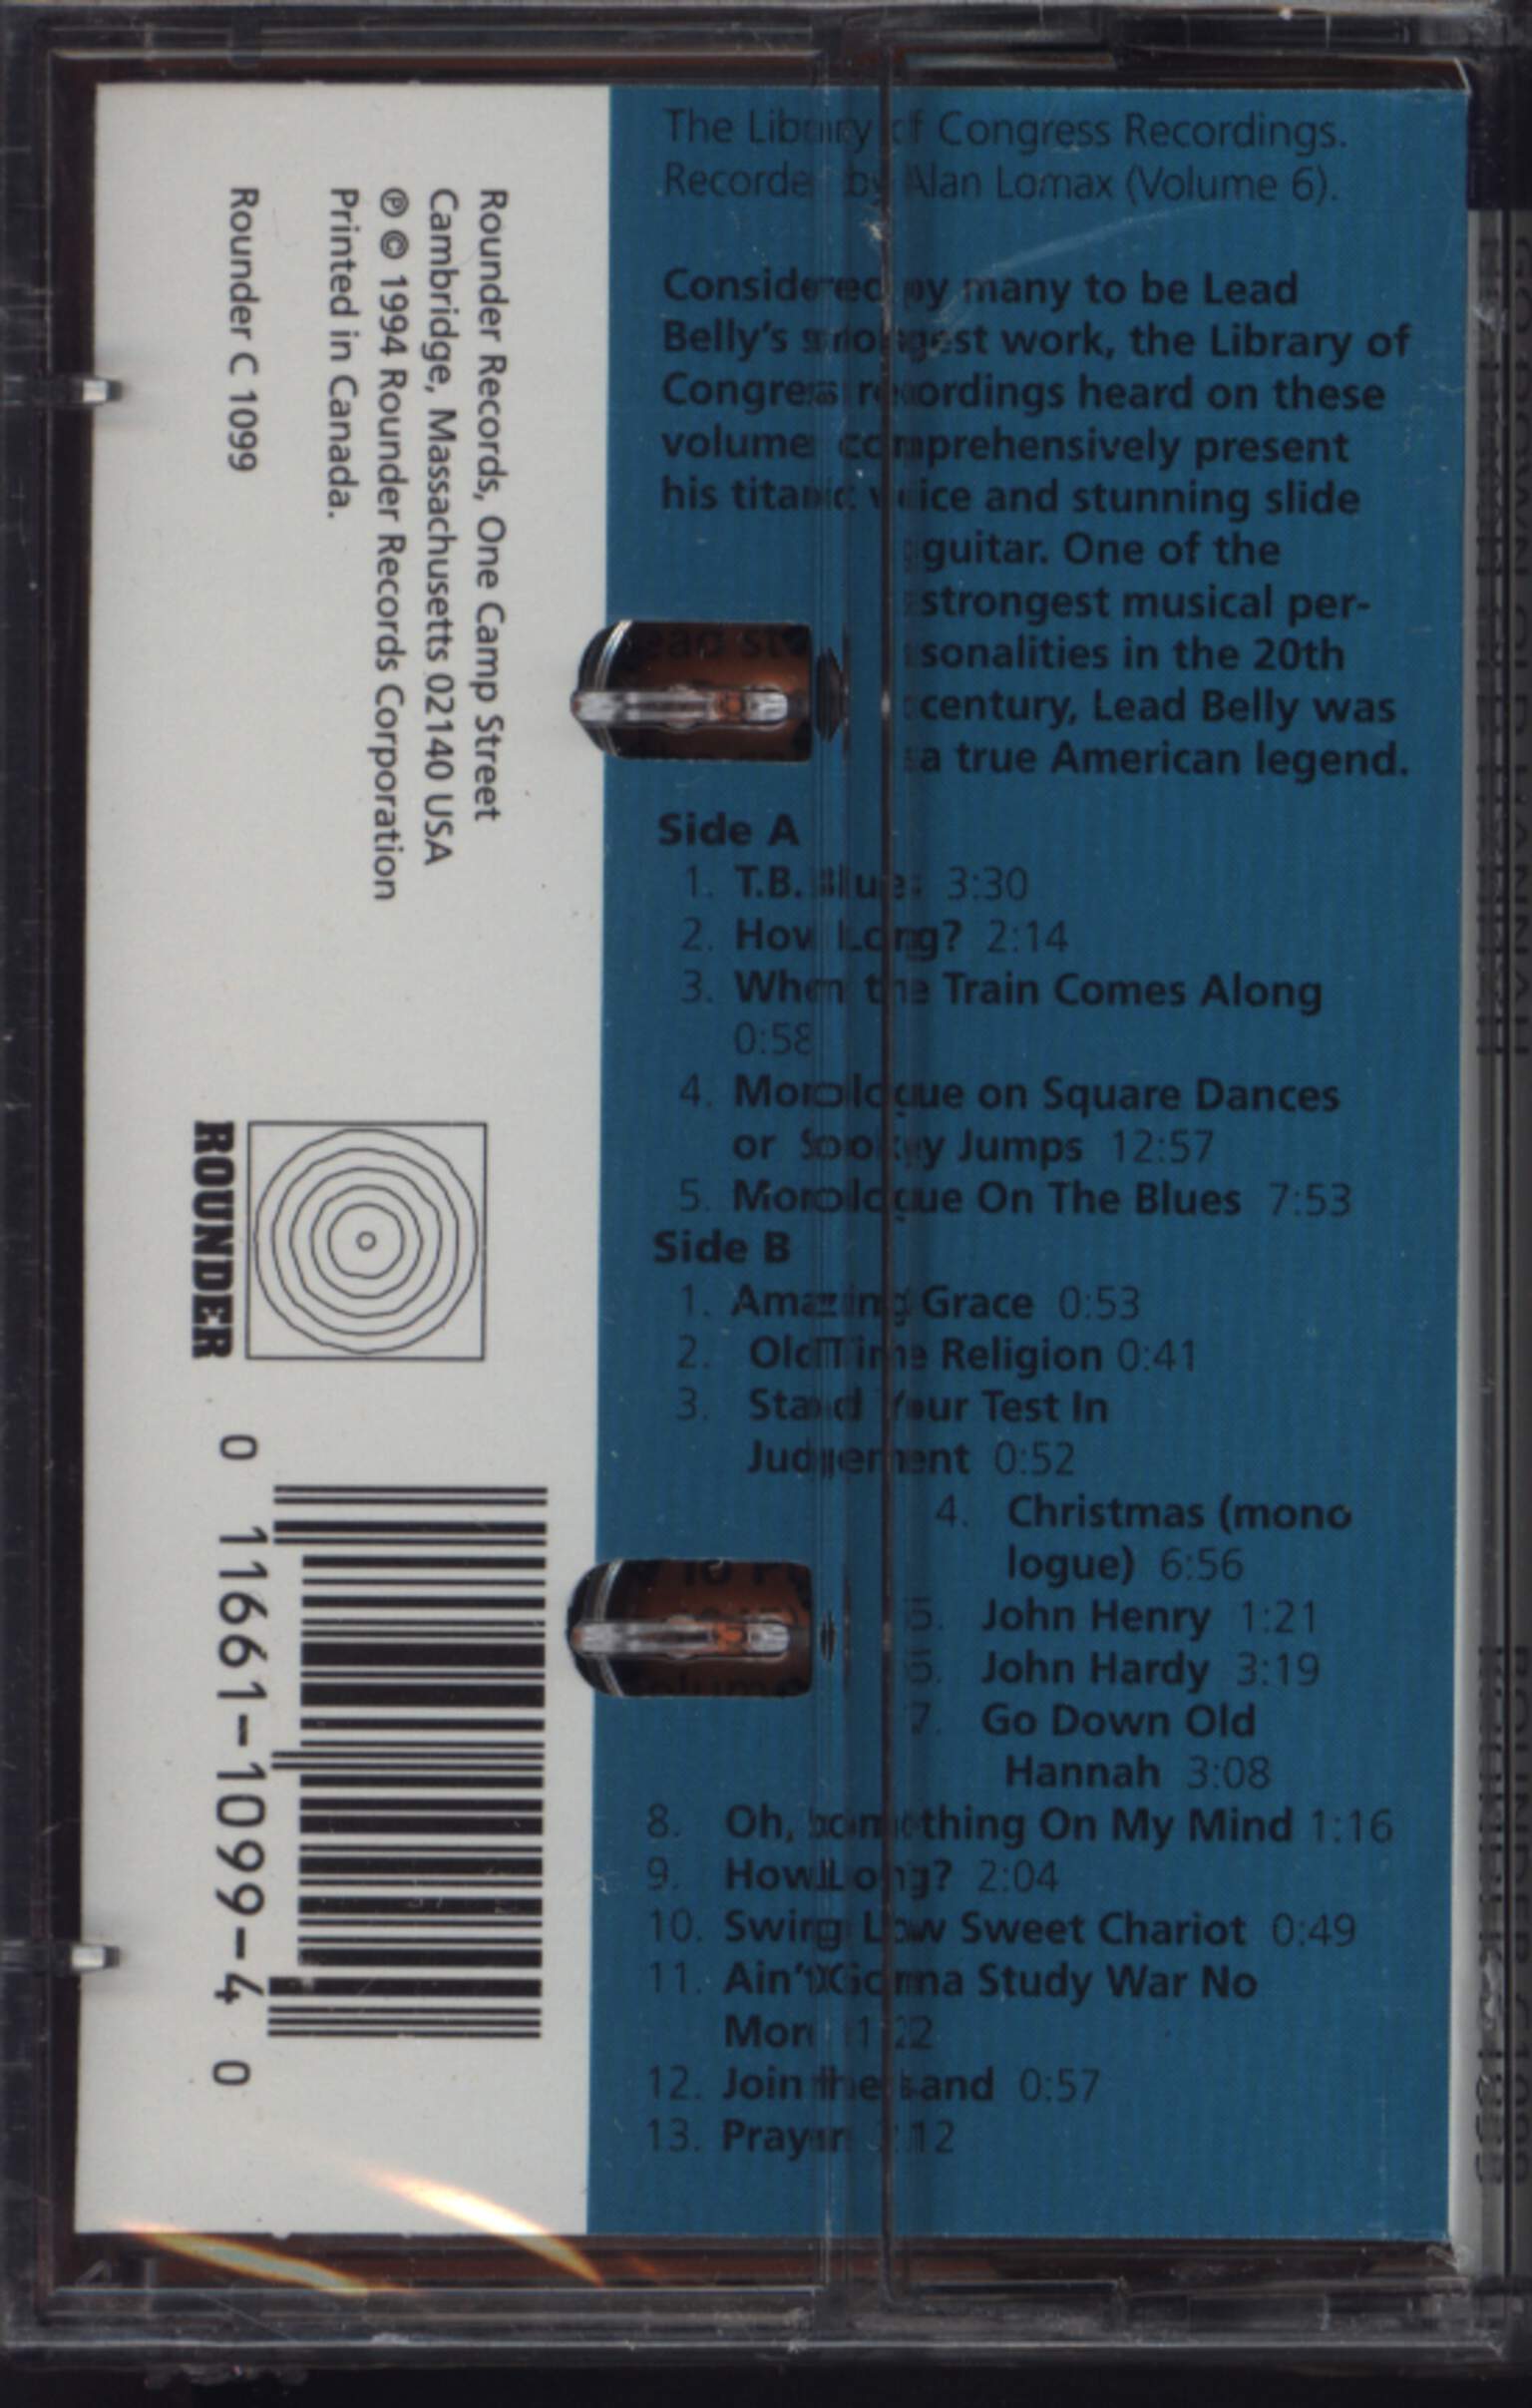 The Library of Congress Recordings.
Recorded by Alan Lomax (Volume 6).
Considered by many to be Lead
Belly's strongest work, the Library of
Congress recordings heard on these
volumes comprehensively present
his titanic voice and stunning slide
guitar. One of the
strongest musical per-
sonalities in the 20th
century, Lead Belly was
a true American legend.
Side A
1. T.B. Blues 3:30
2. How Long? 2:14
3. When the Train Comes Along
0:58
4. Monologue on Square Dances
or Sookey Jumps 12:57
5. Monologue On The Blues 7:53
Side B
1. Amazing Grace 0:53
2. Old Time Religion 0:41
3. Stand Your Test In
Judgement 0:52
4. Christmas (mono
logue) 6:56
5. John Henry 1:21
6. John Hardy 3:19
7. Go Down Old
Hannah 3:08
8. Oh, Something On My Mind 1:16
9. How Long? 2:04
10. Swing Low Sweet Chariot 0:49
11. Ain't Gonna Study War No
More 1:22
12. Join the Band 0:57
13. Prayer
Rounder Records, One Camp Street
Cambridge, Massachusetts 02140 USA
℗ © 1994 Rounder Records Corporation
Printed in Canada.
Rounder C 1099
ROUNDER
0 11661-1099-4 0